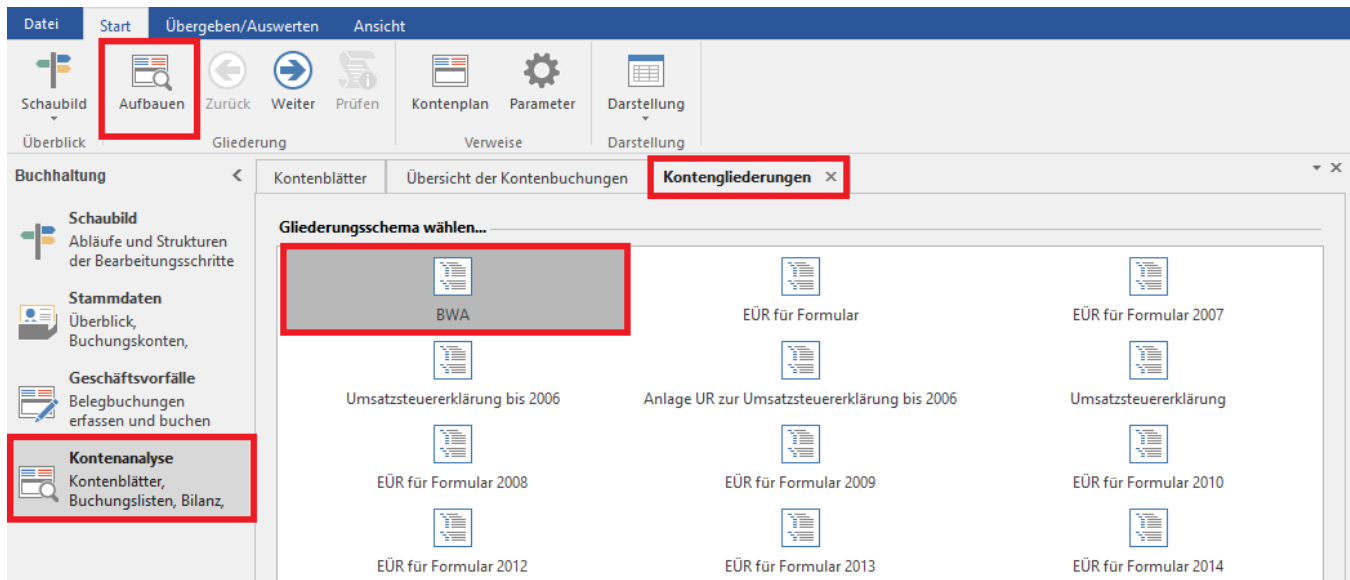 Datei Start Übergeben/Auswerten Ansicht
Schaubild Aufbauen Zurück Weiter Prüfen Kontenplan Parameter Darstellung
Überblick Gliederung Verweise Darstellung
Buchhaltung
Kontenblätter Übersicht der Kontenbuchungen Kontengliederungen
Schaubild
Abläufe und Strukturen
der Bearbeitungsschritte
Stammdaten
Überblick,
Buchungskonten,
Geschäftsvorfälle
Belegbuchungen
erfassen und buchen
Kontenanalyse
Kontenblätter,
Buchungslisten, Bilanz,
Gliederungsschema wählen...
BWA EÜR für Formular EÜR für Formular 2007
Umsatzsteuererklärung bis 2006 Anlage UR zur Umsatzsteuererklärung bis 2006 Umsatzsteuererklärung
EÜR für Formular 2008 EÜR für Formular 2009 EÜR für Formular 2010
EÜR für Formular 2012 EÜR für Formular 2013 EÜR für Formular 2014